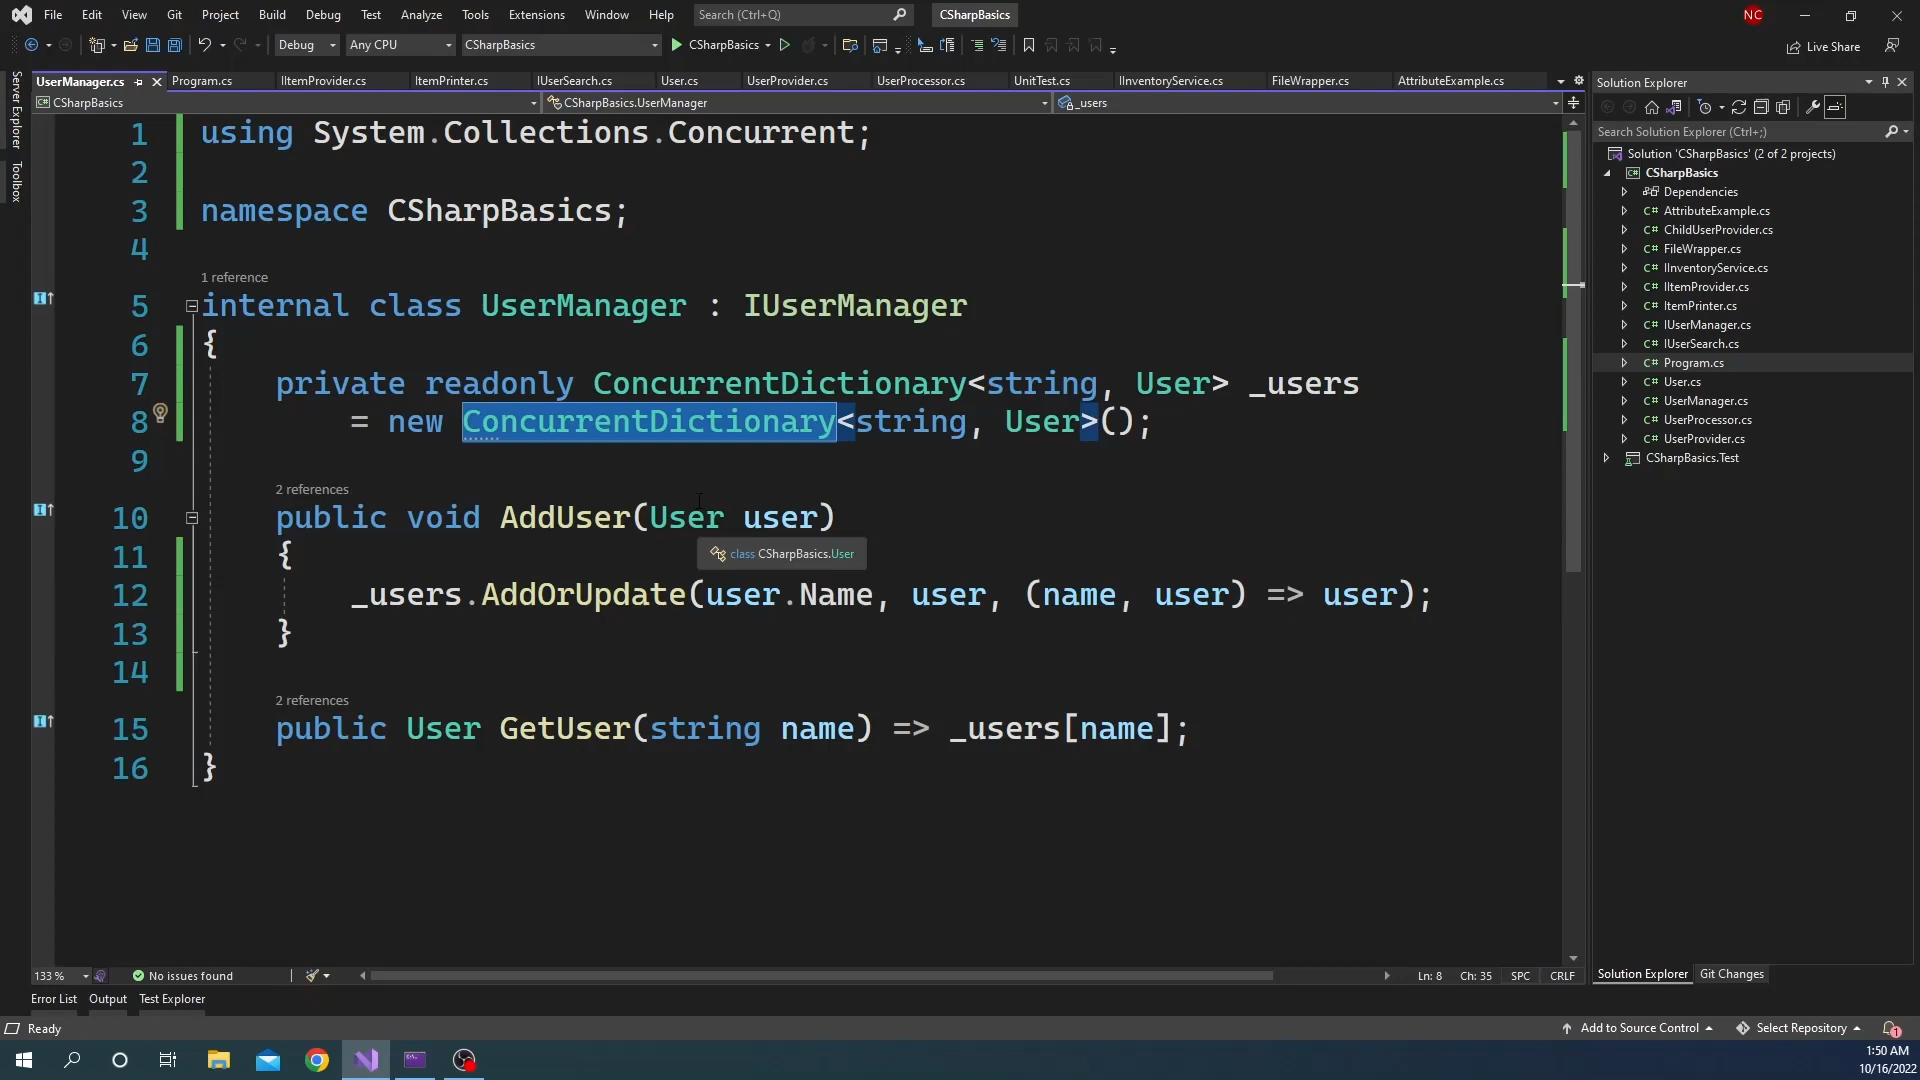 File Edit View Git Project Build Debug Test Analyze Tools Extensions Window Help Search (Ctrl+Q) CSharpBasics NC
Debug Any CPU CSharpBasics CSharpBasics Live Share
UserManager.cs Program.cs IItemProvider.cs ItemPrinter.cs IUserSearch.cs User.cs UserProvider.cs UserProcessor.cs UnitTest.cs IInventoryService.cs FileWrapper.cs AttributeExample.cs
CSharpBasics CSharpBasics.UserManager _users
Server Explorer
Toolbox
1 using System.Collections.Concurrent;
2
3 namespace CSharpBasics;
4
1 reference
5 internal class UserManager : IUserManager
6 {
7 private readonly ConcurrentDictionary<string, User> _users
8 = new ConcurrentDictionary<string, User>();
9
2 references
10 public void AddUser(User user)
11 {
class CSharpBasics.User
12 _users.AddOrUpdate(user.Name, user, (name, user) => user);
13 }
14
2 references
15 public User GetUser(string name) => _users[name];
16 }
133 % No issues found Ln: 8 Ch: 35 SPC CRLF
Solution Explorer
Search Solution Explorer (Ctrl+;)
Solution 'CSharpBasics' (2 of 2 projects)
CSharpBasics
Dependencies
C# AttributeExample.cs
C# ChildUserProvider.cs
C# FileWrapper.cs
C# IInventoryService.cs
C# IItemProvider.cs
C# ItemPrinter.cs
C# IUserManager.cs
C# IUserSearch.cs
C# Program.cs
C# User.cs
C# UserManager.cs
C# UserProcessor.cs
C# UserProvider.cs
CSharpBasics.Test
Solution Explorer Git Changes
Error List Output Test Explorer
Ready Add to Source Control Select Repository 1
1:50 AM
10/16/2022